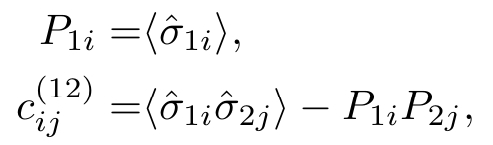 P_{1i} = ⟨σ̂_{1i}⟩,
c_{ij}^{(12)} = ⟨σ̂_{1i} σ̂_{2j}⟩ − P_{1i} P_{2j},